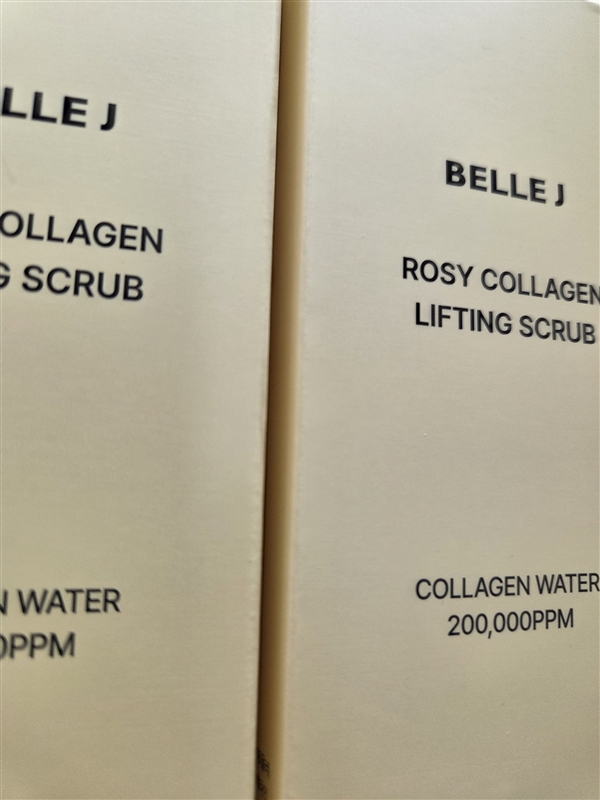 LLE J
OLLAGEN
G SCRUB
N WATER
0PPM
BELLE J
ROSY COLLAGEN
LIFTING SCRUB
COLLAGEN WATER
200,000PPM